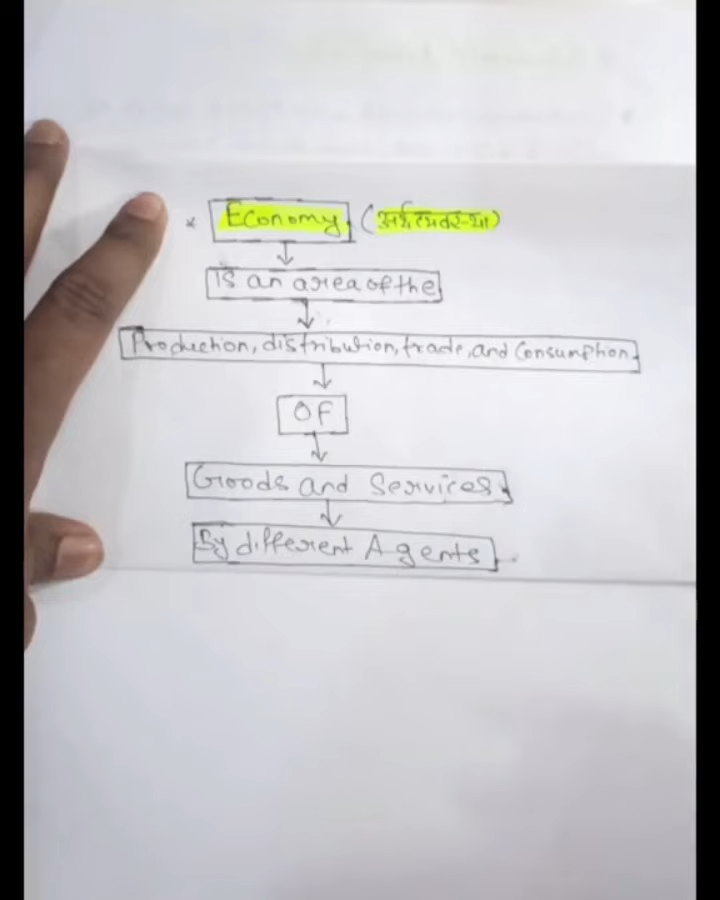 * Economy. (अर्थव्यवस्था)
is an area of the
Production, distribution, trade, and Consumption.
OF
Goods and Services.
By different Agents.